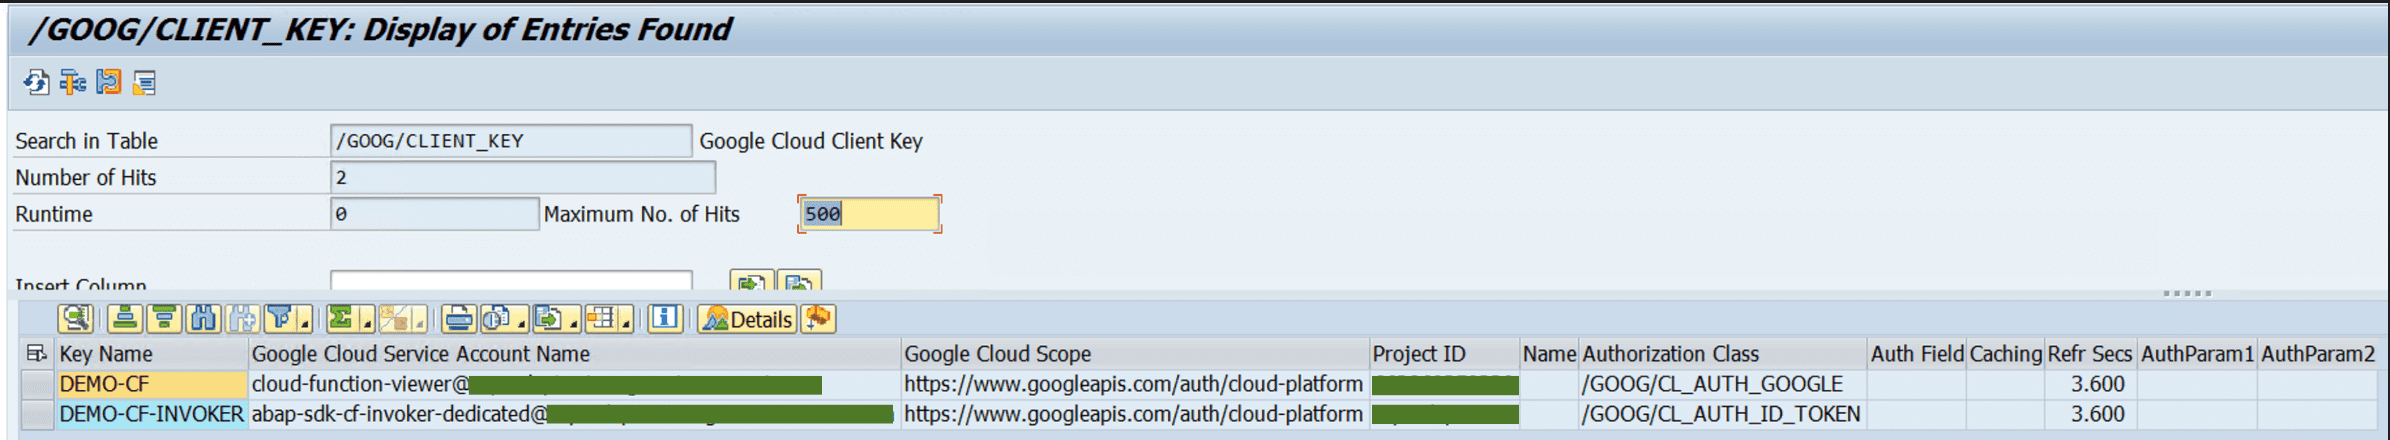 /GOOG/CLIENT_KEY: Display of Entries Found
Search in Table /GOOG/CLIENT_KEY Google Cloud Client Key
Number of Hits 2
Runtime 0 Maximum No. of Hits 500
Insert Column
Details
Key Name Google Cloud Service Account Name Google Cloud Scope Project ID Name Authorization Class Auth Field Caching Refr Secs AuthParam1 AuthParam2
DEMO-CF cloud-function-viewer@ https://www.googleapis.com/auth/cloud-platform /GOOG/CL_AUTH_GOOGLE 3.600
DEMO-CF-INVOKER abap-sdk-cf-invoker-dedicated@ https://www.googleapis.com/auth/cloud-platform /GOOG/CL_AUTH_ID_TOKEN 3.600